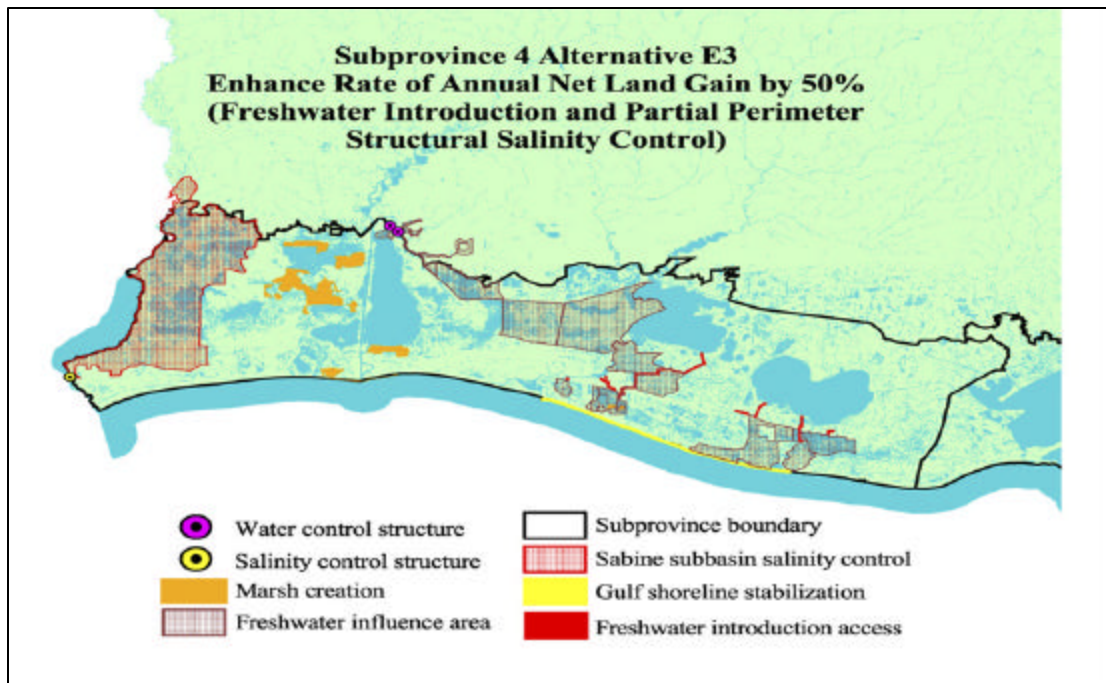 Subprovince 4 Alternative E3
Enhance Rate of Annual Net Land Gain by 50%
(Freshwater Introduction and Partial Perimeter
Structural Salinity Control)
Water control structure
Salinity control structure
Marsh creation
Freshwater influence area
Subprovince boundary
Sabine subbasin salinity control
Gulf shoreline stabilization
Freshwater introduction access